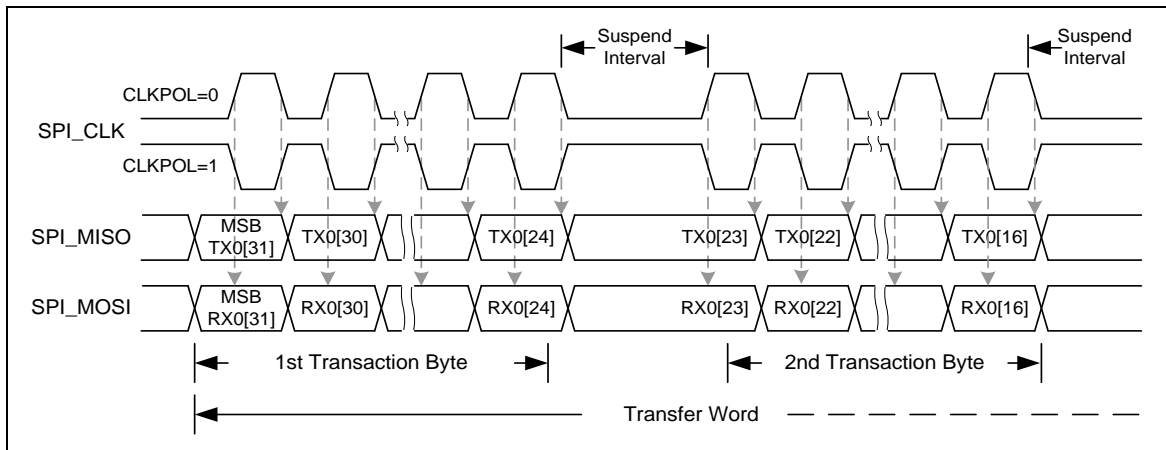 Suspend
Interval
Suspend
Interval
CLKPOL=0
SPI_CLK
CLKPOL=1
SPI_MISO
MSB
TX0[31]
TX0[30]
TX0[24]
TX0[23]
TX0[22]
TX0[16]
SPI_MOSI
MSB
RX0[31]
RX0[30]
RX0[24]
RX0[23]
RX0[22]
RX0[16]
1st Transaction Byte
2nd Transaction Byte
Transfer Word